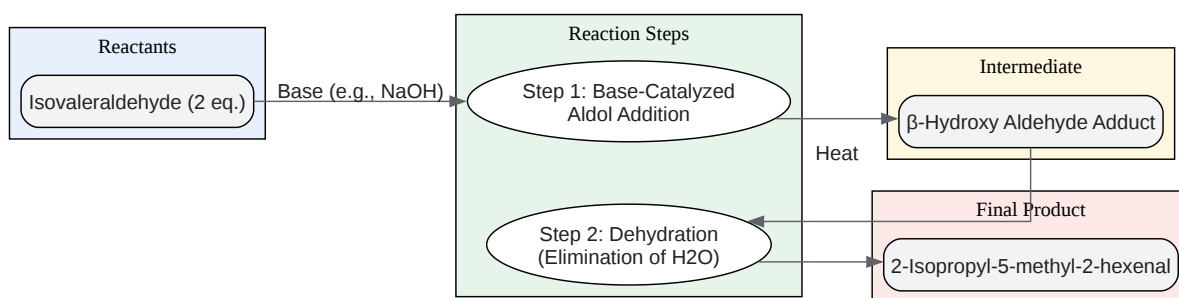 Reactants
Isovaleraldehyde (2 eq.)
Base (e.g., NaOH)
Reaction Steps
Step 1: Base-Catalyzed
Aldol Addition
Intermediate
β-Hydroxy Aldehyde Adduct
Heat
Step 2: Dehydration
(Elimination of H2O)
Final Product
2-Isopropyl-5-methyl-2-hexenal